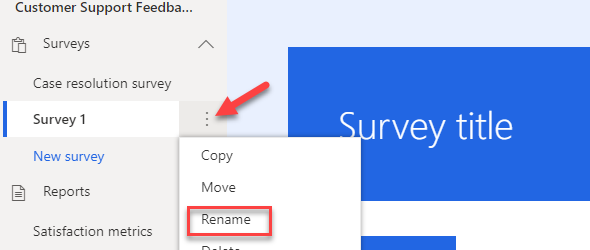 Customer Support Feedba...
Surveys
Case resolution survey
Survey 1
New survey
Reports
Satisfaction metrics
Copy
Move
Rename
Delete
Survey title